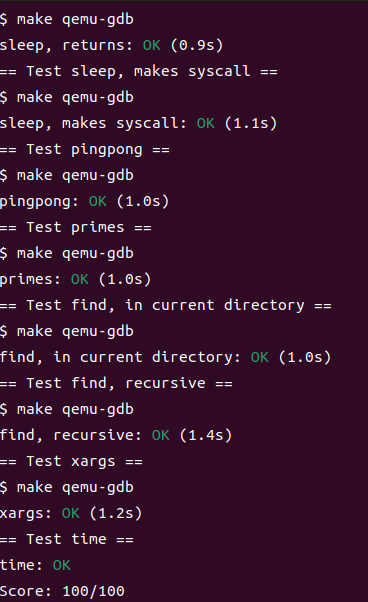 $ make qemu-gdb
sleep, returns: OK (0.9s)
== Test sleep, makes syscall ==
$ make qemu-gdb
sleep, makes syscall: OK (1.1s)
== Test pingpong ==
$ make qemu-gdb
pingpong: OK (1.0s)
== Test primes ==
$ make qemu-gdb
primes: OK (1.0s)
== Test find, in current directory ==
$ make qemu-gdb
find, in current directory: OK (1.0s)
== Test find, recursive ==
$ make qemu-gdb
find, recursive: OK (1.4s)
== Test xargs ==
$ make qemu-gdb
xargs: OK (1.2s)
== Test time ==
time: OK
Score: 100/100